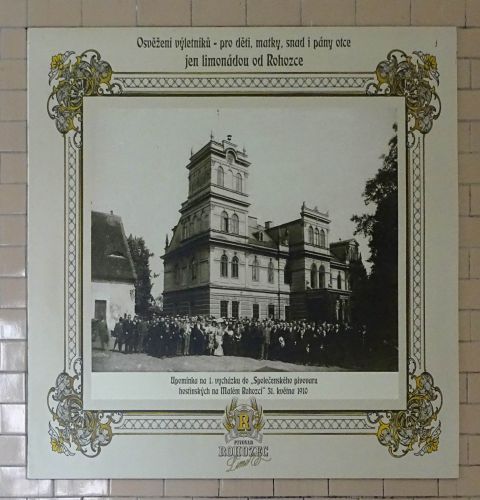 Osvěžení výletníků - pro děti, matky, snad i pány otce
jen limonádou od Rohozce
Upomínka na 1. vycházku do „Společenského pivovaru
hostinských na Malém Rohozci" 31. května 1910
R
PIVOVAR
ROHOZEC
Limo